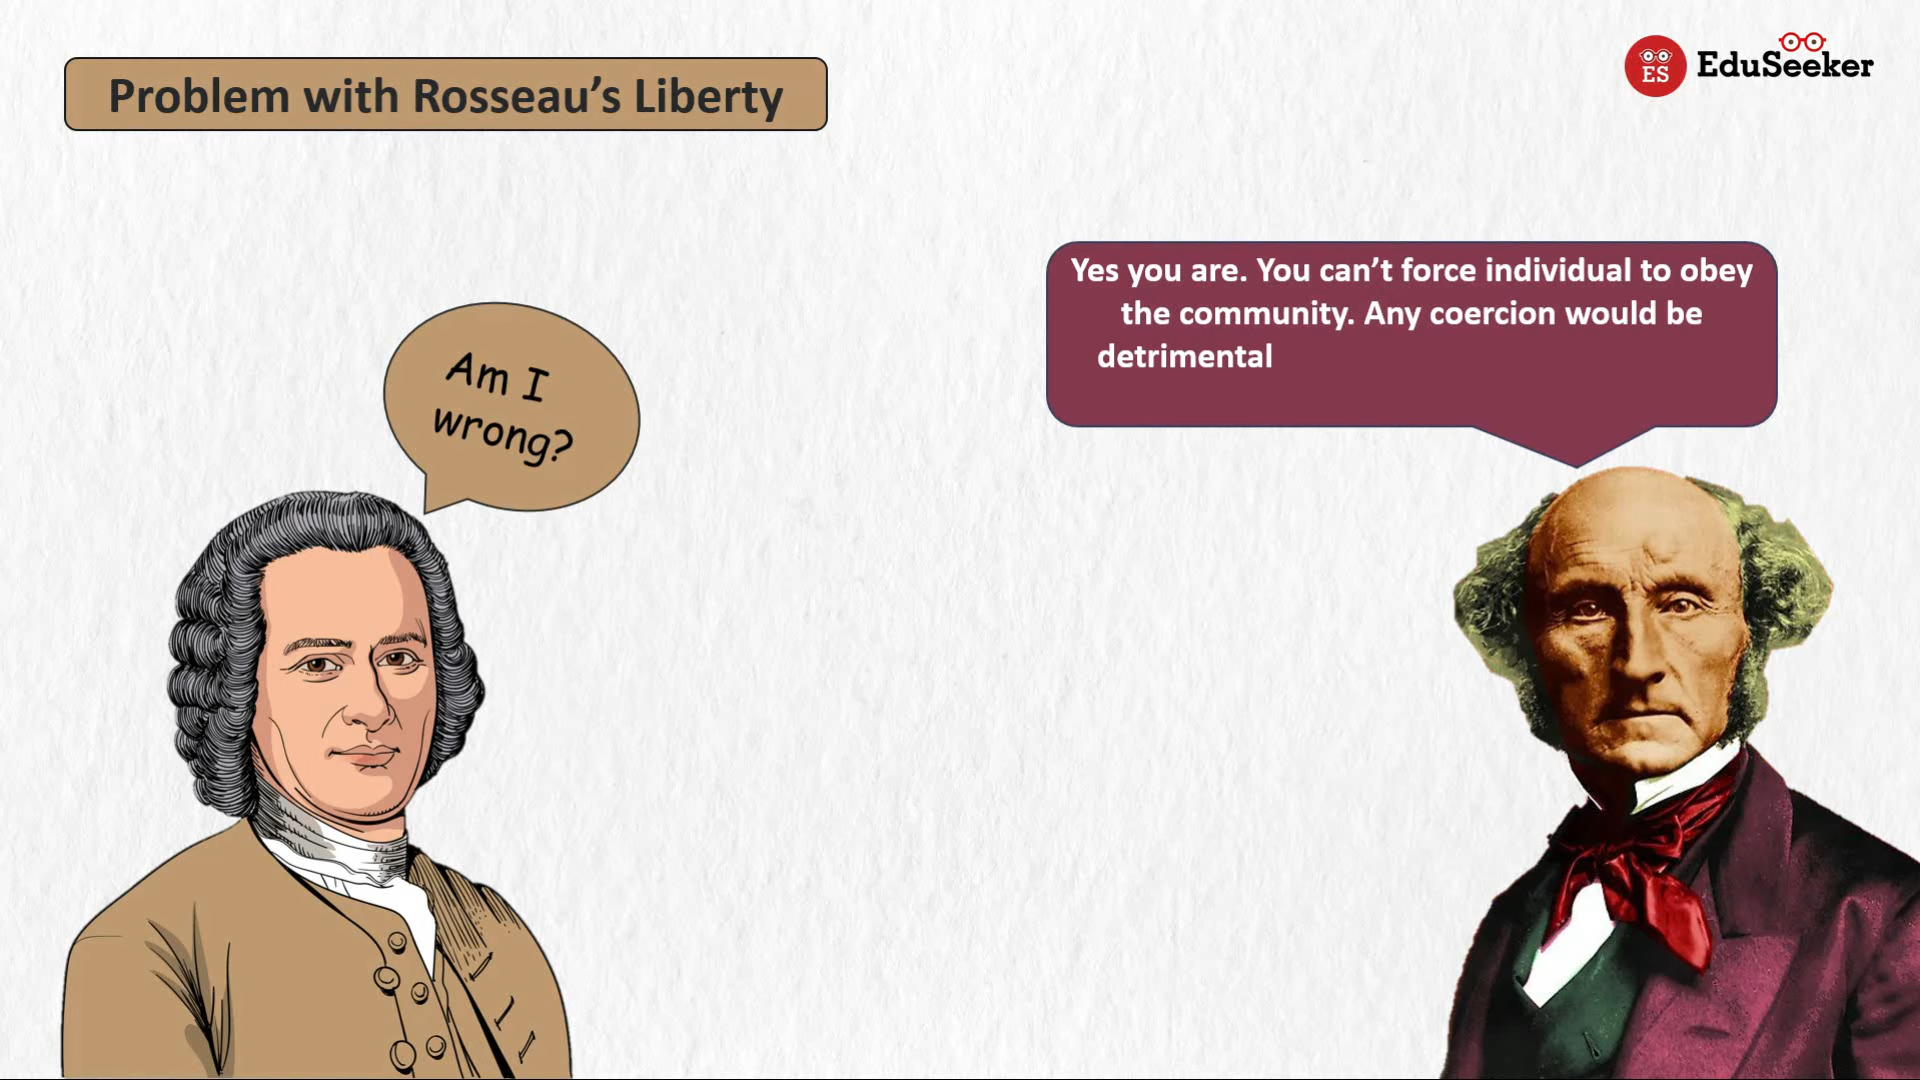 Problem with Rosseau’s Liberty
ES EduSeeker
Yes you are. You can’t force individual to obey
the community. Any coercion would be
detrimental
Am I
wrong?